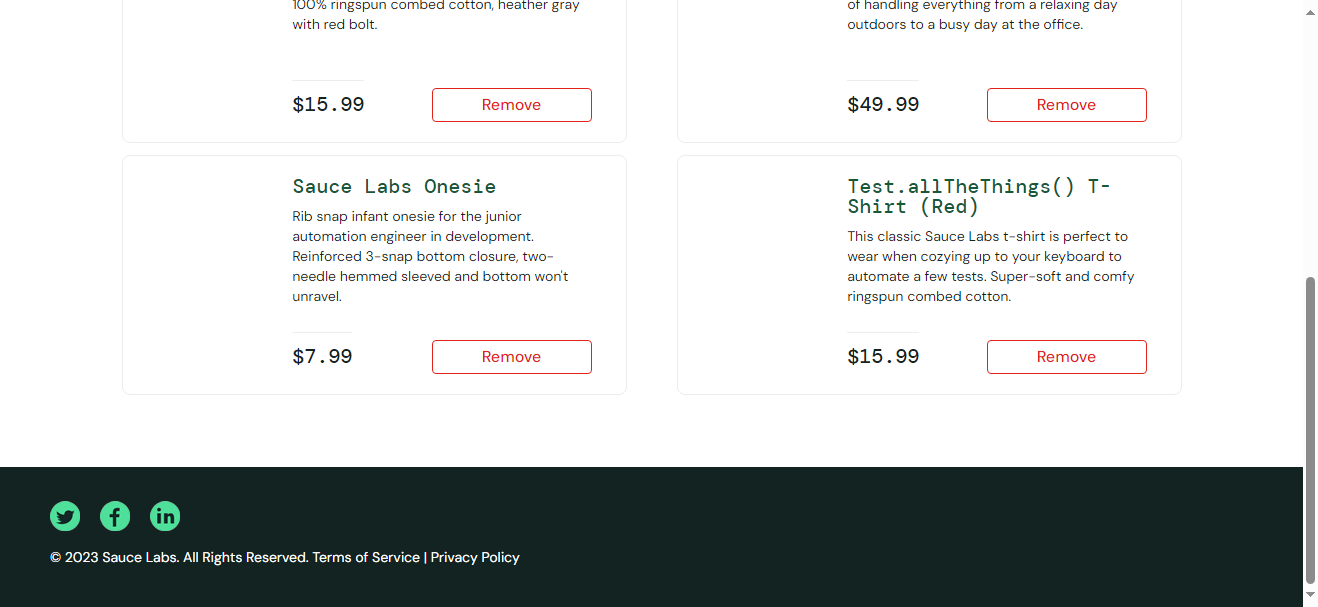 100% ringspun combed cotton, heather gray
with red bolt.
$15.99
Remove
of handling everything from a relaxing day
outdoors to a busy day at the office.
$49.99
Remove
Sauce Labs Onesie
Rib snap infant onesie for the junior
automation engineer in development.
Reinforced 3-snap bottom closure, two-
needle hemmed sleeved and bottom won't
unravel.
$7.99
Remove
Test.allTheThings() T-
Shirt (Red)
This classic Sauce Labs t-shirt is perfect to
wear when cozying up to your keyboard to
automate a few tests. Super-soft and comfy
ringspun combed cotton.
$15.99
Remove
© 2023 Sauce Labs. All Rights Reserved. Terms of Service | Privacy Policy